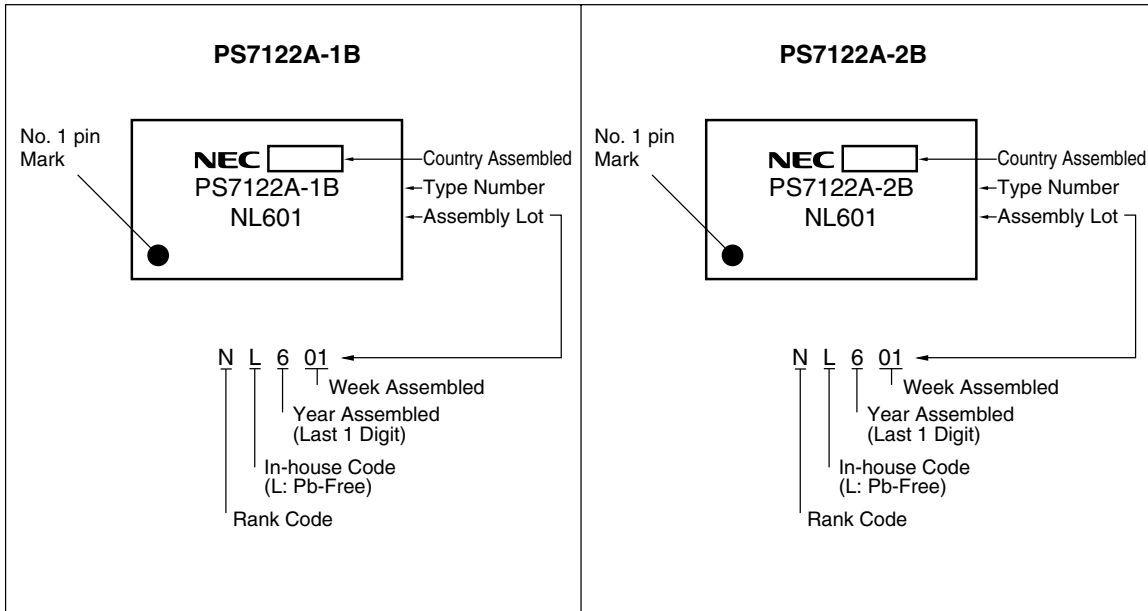 PS7122A-1B
No. 1 pin
Mark
NEC
Country Assembled
PS7122A-1B
Type Number
NL601
Assembly Lot
N L 6 01
Week Assembled
Year Assembled
(Last 1 Digit)
In-house Code
(L: Pb-Free)
Rank Code
PS7122A-2B
No. 1 pin
Mark
NEC
Country Assembled
PS7122A-2B
Type Number
NL601
Assembly Lot
N L 6 01
Week Assembled
Year Assembled
(Last 1 Digit)
In-house Code
(L: Pb-Free)
Rank Code